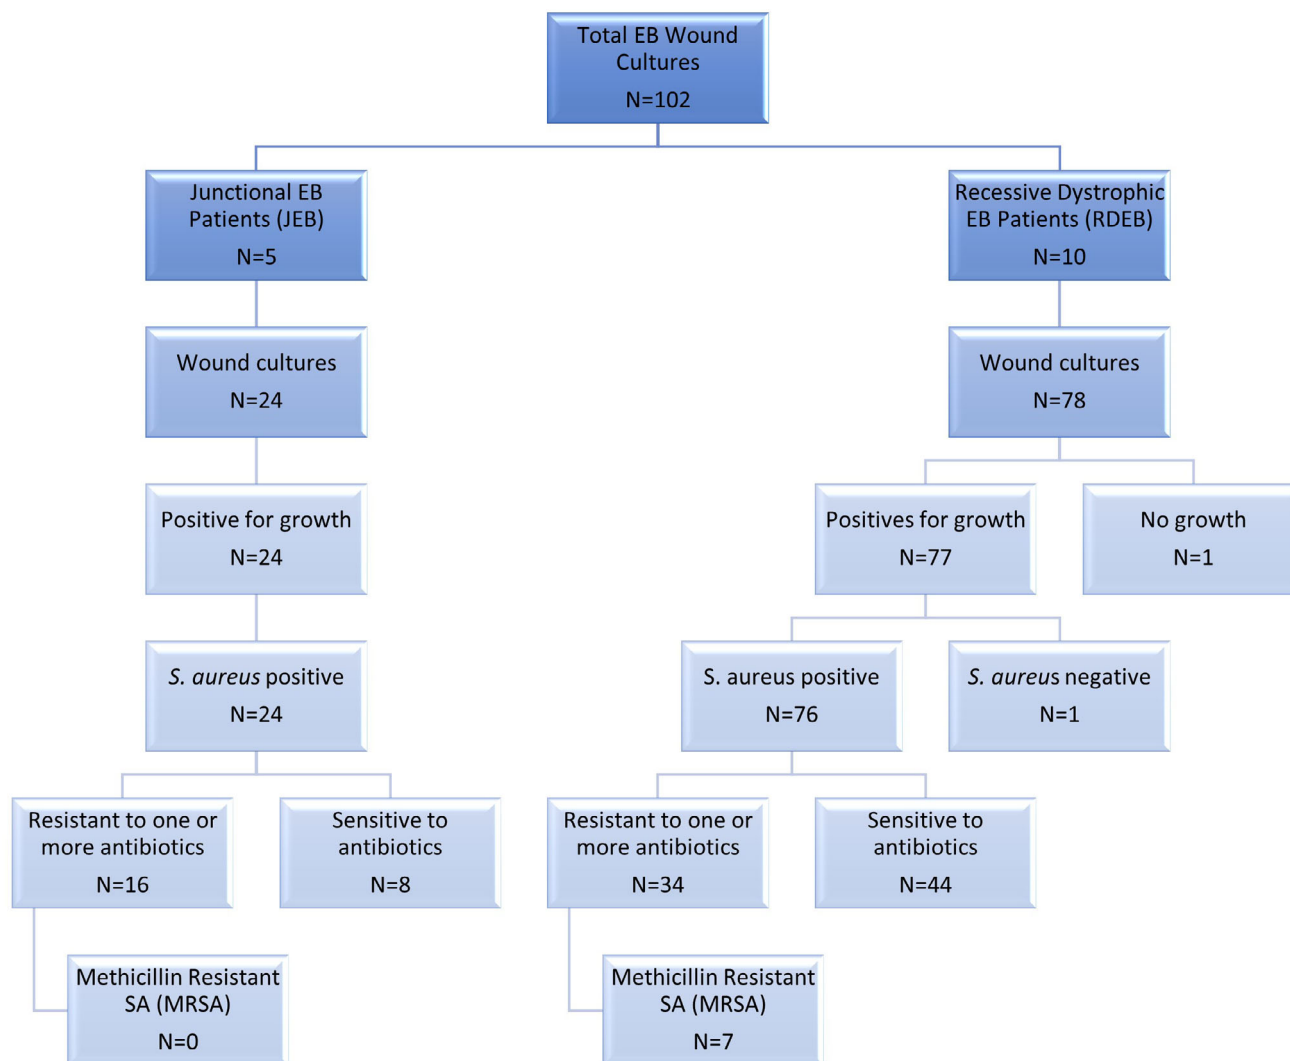 Total EB Wound
Cultures
N=102
Junctional EB
Patients (JEB)
N=5
Recessive Dystrophic
EB Patients (RDEB)
N=10
Wound cultures
N=24
Wound cultures
N=78
Positive for growth
N=24
Positives for growth
N=77
No growth
N=1
S. aureus positive
N=24
S. aureus positive
N=76
S. aureus negative
N=1
Resistant to one or
more antibiotics
N=16
Sensitive to
antibiotics
N=8
Resistant to one or
more antibiotics
N=34
Sensitive to
antibiotics
N=44
Methicillin Resistant
SA (MRSA)
N=0
Methicillin Resistant
SA (MRSA)
N=7